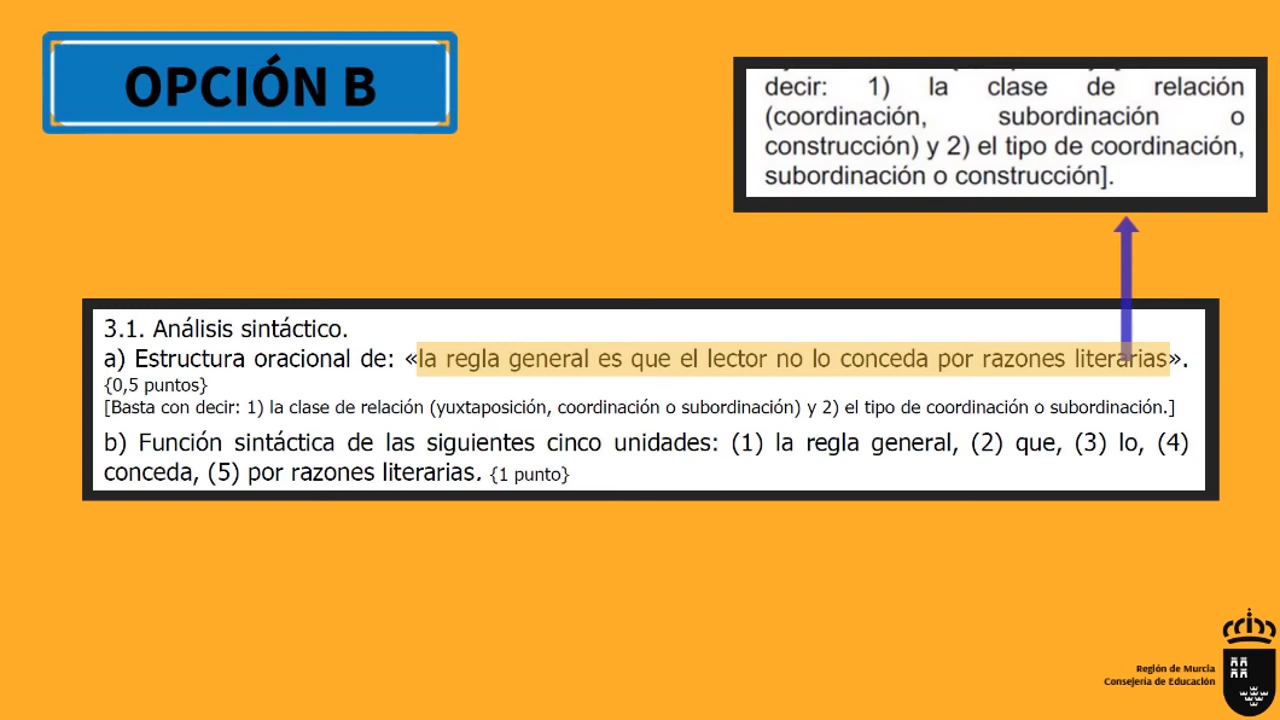 OPCIÓN B
decir: 1) la clase de relación
(coordinación, subordinación o
construcción) y 2) el tipo de coordinación,
subordinación o construcción].
3.1. Análisis sintáctico.
a) Estructura oracional de: «la regla general es que el lector no lo conceda por razones literarias».
{0,5 puntos}
[Basta con decir: 1) la clase de relación (yuxtaposición, coordinación o subordinación) y 2) el tipo de coordinación o subordinación.]
b) Función sintáctica de las siguientes cinco unidades: (1) la regla general, (2) que, (3) lo, (4)
conceda, (5) por razones literarias. {1 punto}
Región de Murcia
Consejería de Educación